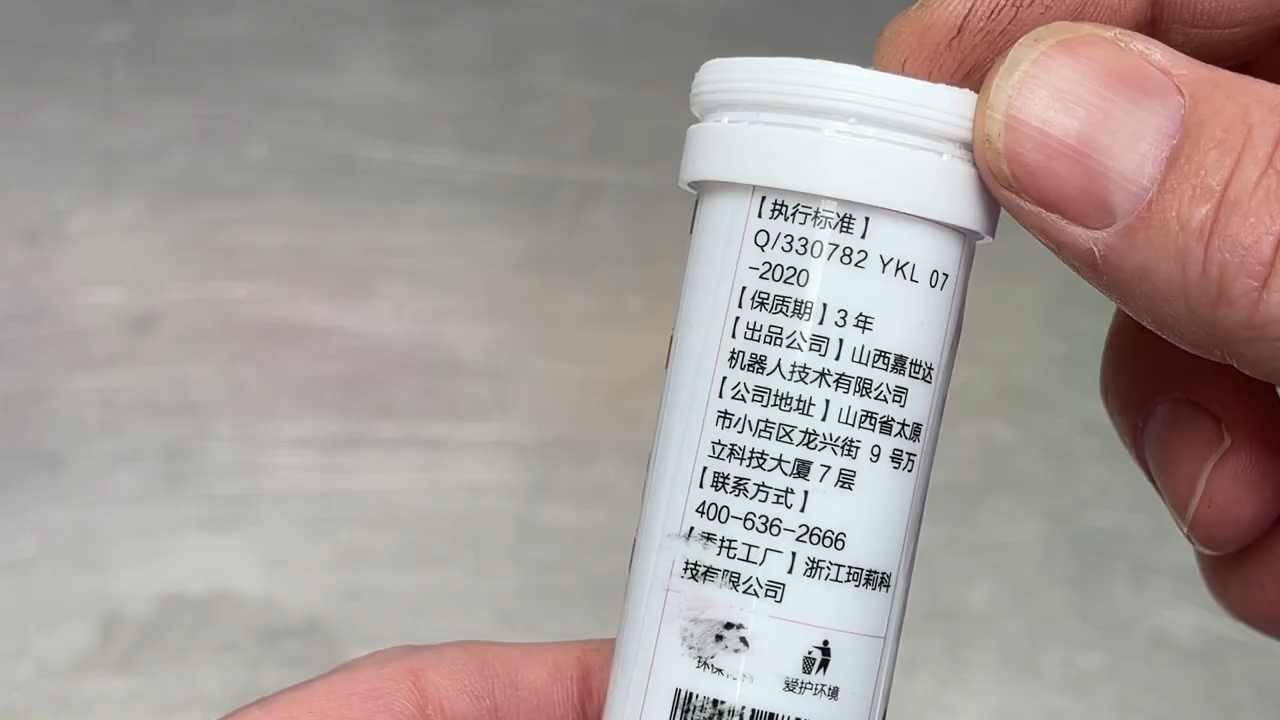 【执行标准】
Q/330782 YKL 07
-2020
【保质期】3 年
【出品公司】山西嘉世达
机器人技术有限公司
【公司地址】山西省太原
市小店区龙兴街 9 号万
立科技大厦 7 层
【联系方式】
400-636-2666
【委托工厂】浙江珂莉科
技有限公司
爱护环境